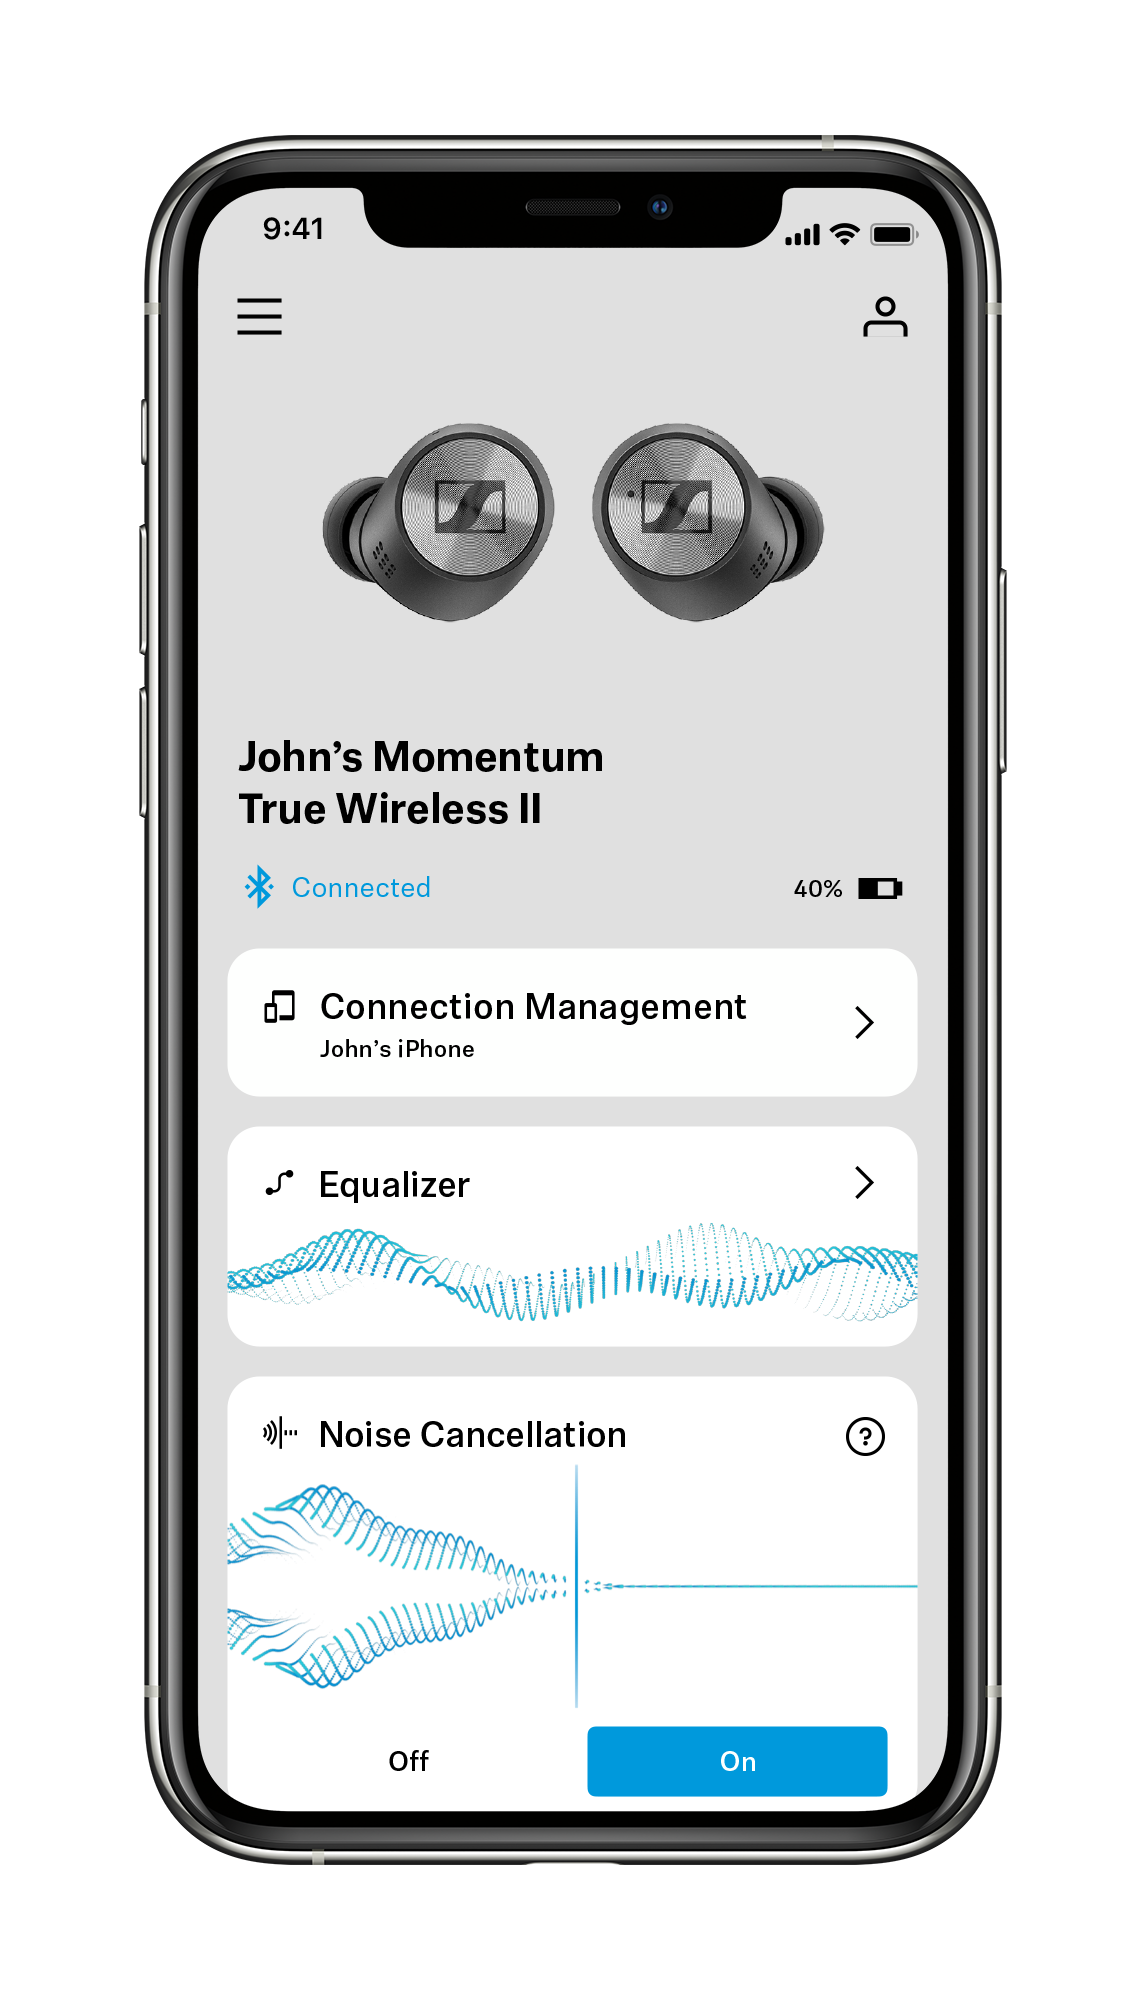 9:41
John’s Momentum
True Wireless II
Connected
40%
Connection Management
John’s iPhone
Equalizer
Noise Cancellation
?
Off
On